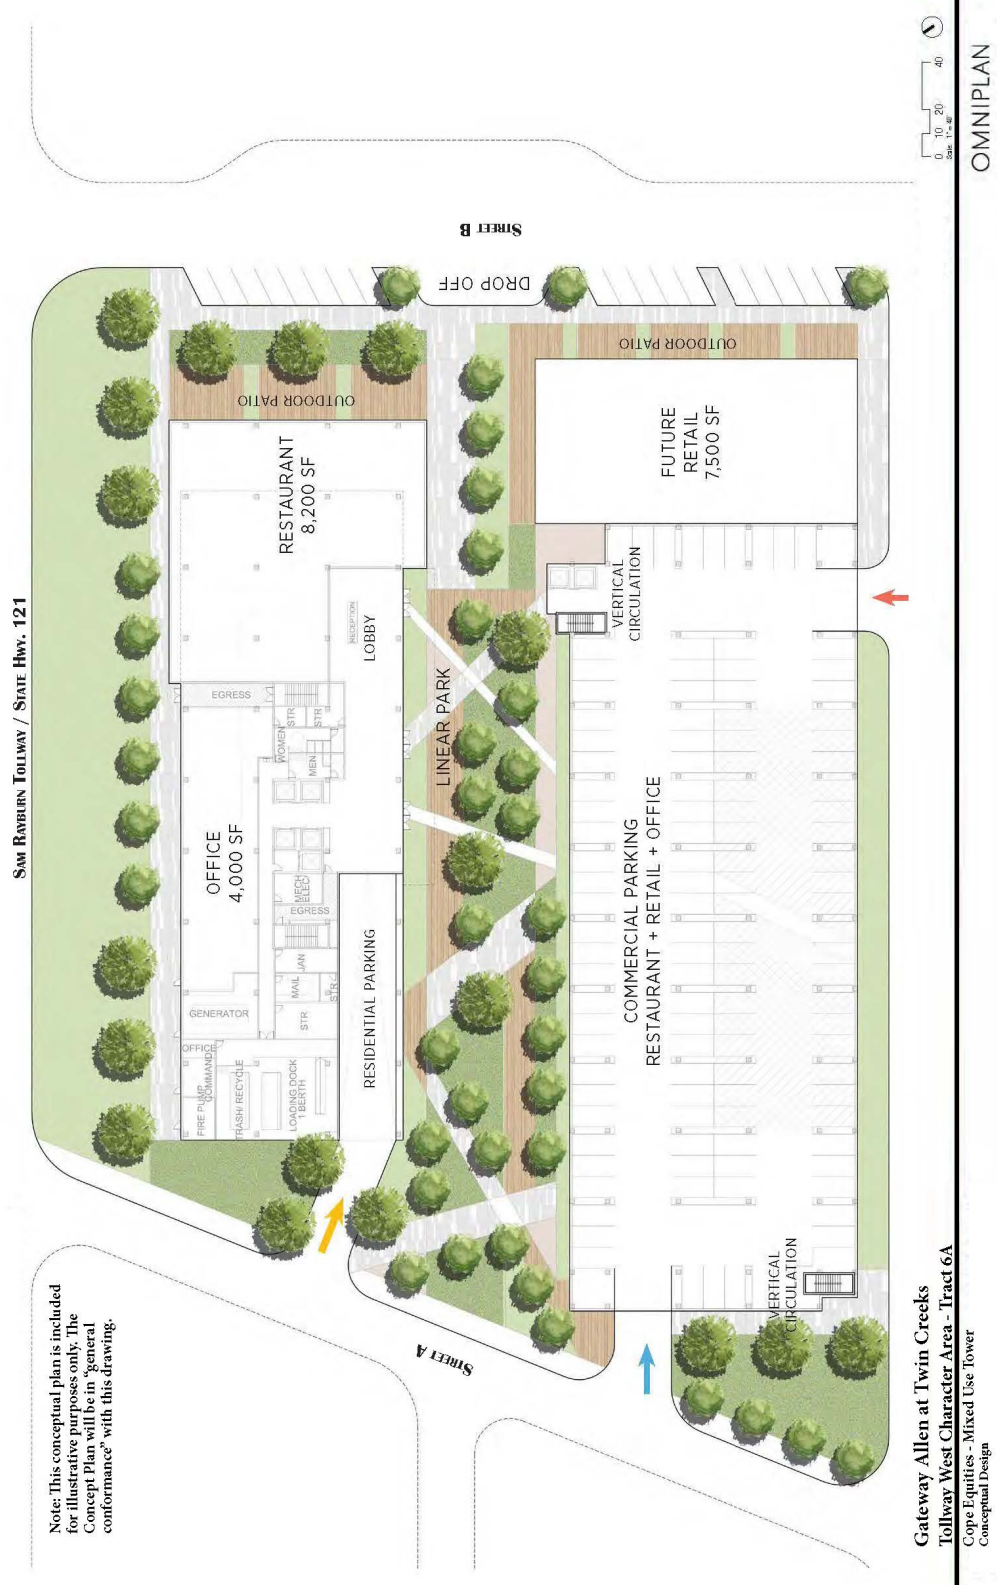 SAM RAYBURN TOLLWAY / STATE HWY. 121
STREET B
DROP OFF
OUTDOOR PATIO
OUTDOOR PATIO
RESTAURANT
8,200 SF
FUTURE
RETAIL
7,500 SF
VERTICAL
CIRCULATION
RECEPTION
LOBBY
LINEAR PARK
EGRESS
STR
STR
WOMEN
MEN
OFFICE
4,000 SF
MECH
ELEC
EGRESS
JAN
MAIL
STR
STR
GENERATOR
OFFICE
FIRE PUMP
COMMAND
TRASH/ RECYCLE
LOADING DOCK
1 BERTH
RESIDENTIAL PARKING
COMMERCIAL PARKING
RESTAURANT + RETAIL + OFFICE
VERTICAL
CIRCULATION
STREET A
Note: This conceptual plan is included
for illustrative purposes only. The
Concept Plan will be in "general
conformance" with this drawing.
Gateway Allen at Twin Creeks
Tollway West Character Area - Tract 6A
Cope Equities - Mixed Use Tower
Conceptual Design
0 10 20 40
Scale: 1" = 40'
OMNIPLAN